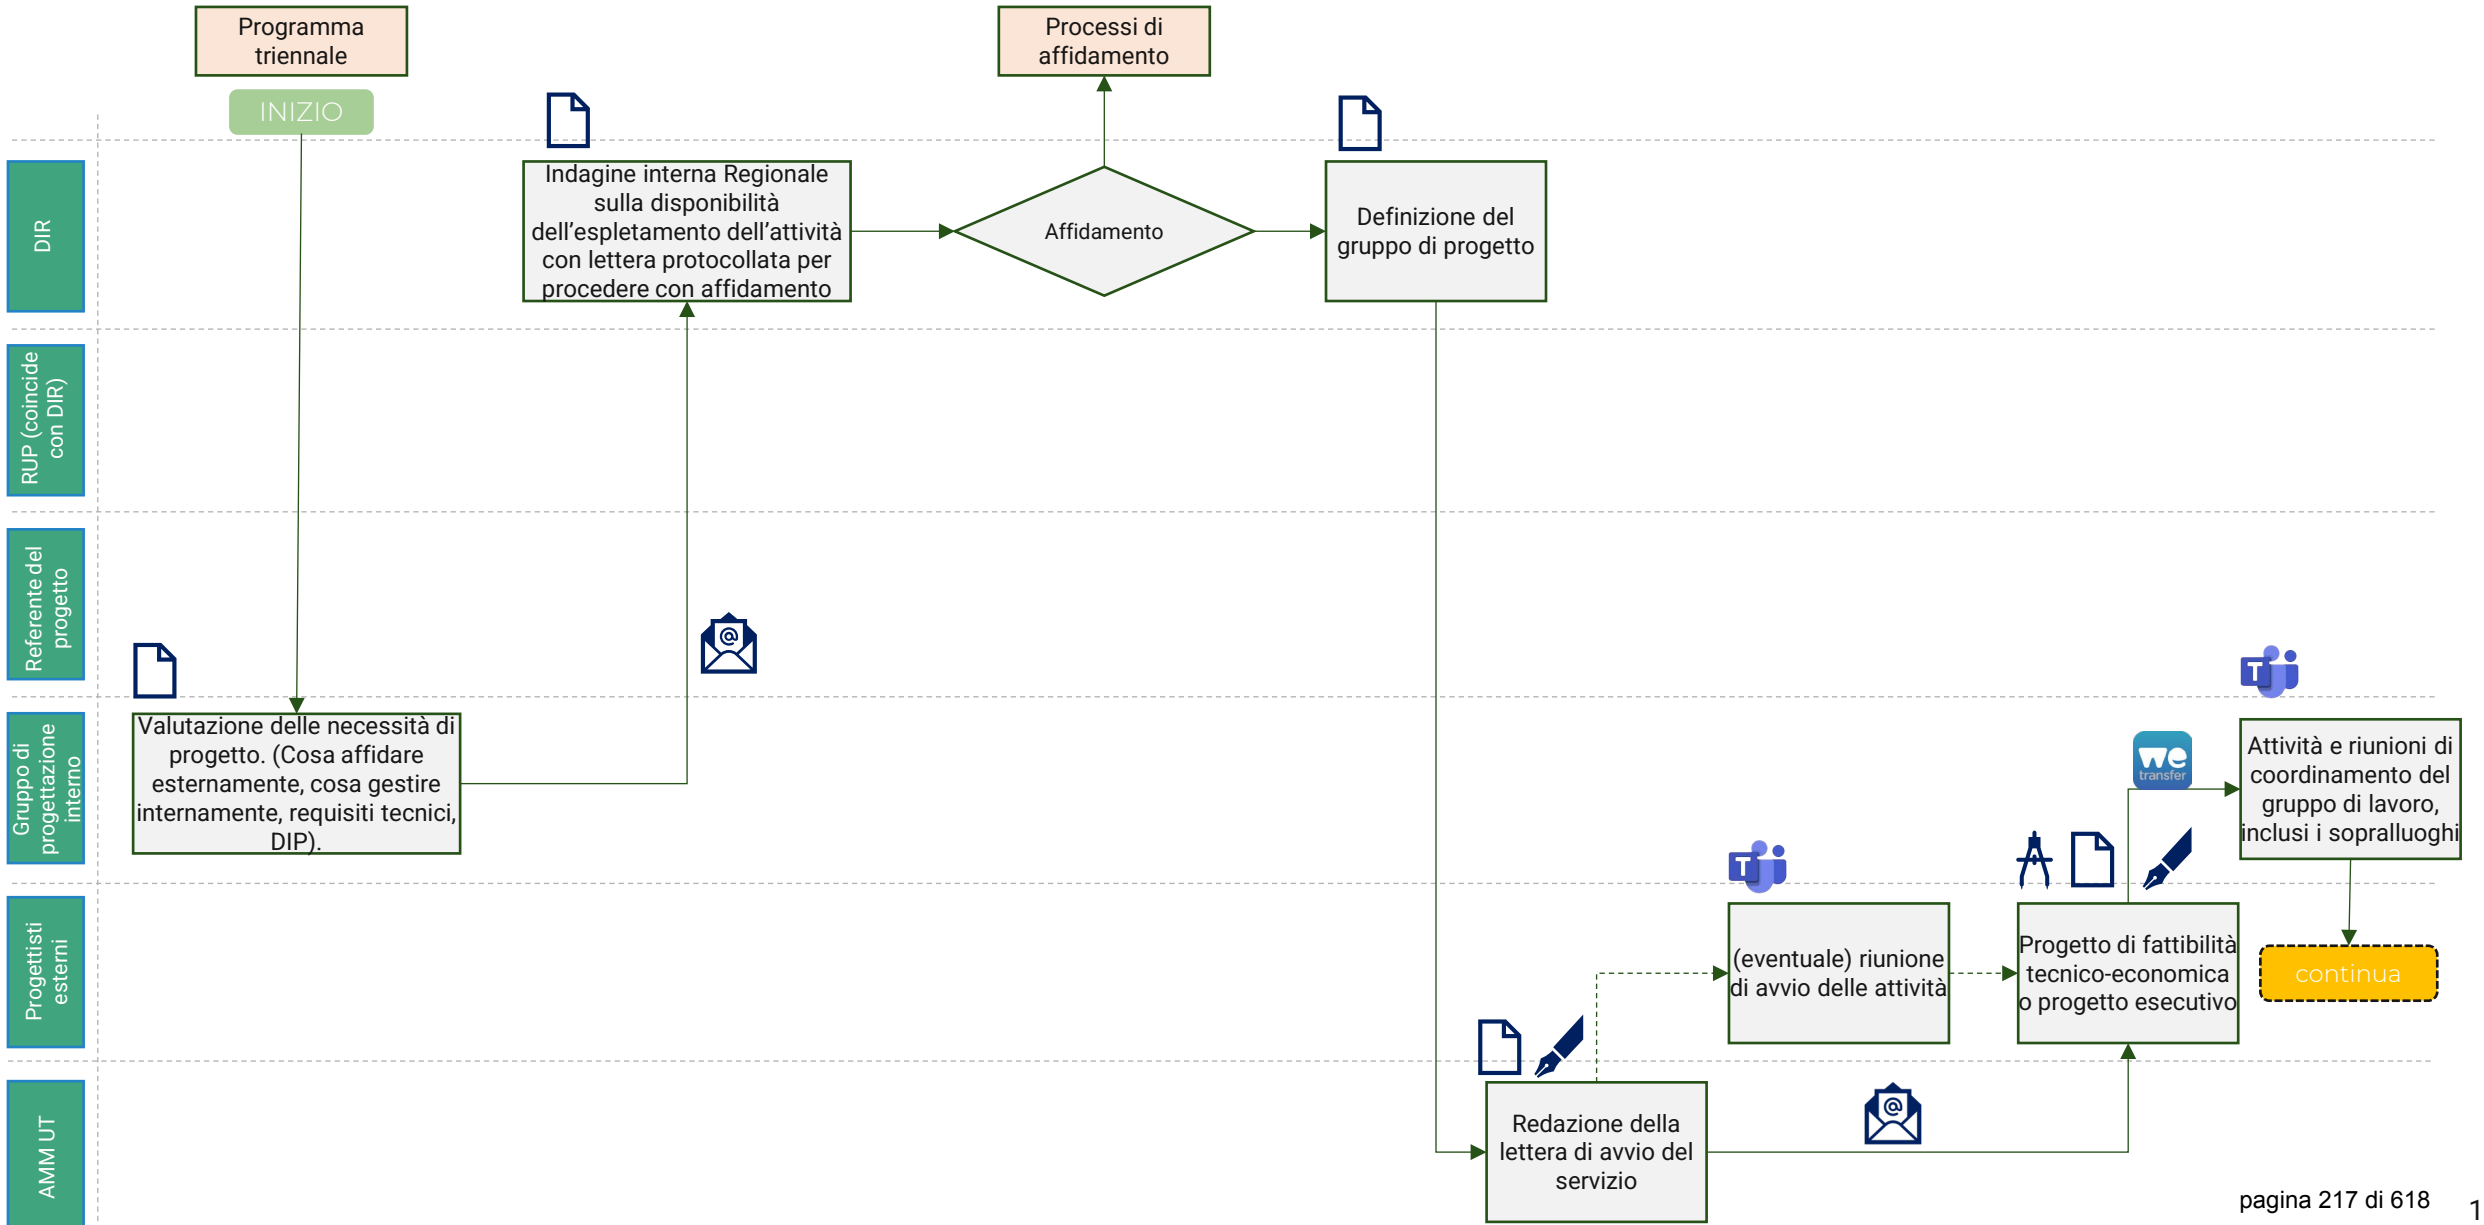 Programma
triennale
Processi di
affidamento
INIZIO
DIR
Indagine interna Regionale
sulla disponibilità
dell'espletamento dell'attività
con lettera protocollata per
procedere con affidamento
Affidamento
Definizione del
gruppo di progetto
RUP (coincide
con DIR)
Referente del
progetto
@
T
Gruppo di
progettazione
interno
Valutazione delle necessità di
progetto. (Cosa affidare
esternamente, cosa gestire
internamente, requisiti tecnici,
DIP).
we
transfer
Attività e riunioni di
coordinamento del
gruppo di lavoro,
inclusi i sopralluoghi
T
Progettisti
esterni
(eventuale) riunione
di avvio delle attività
Progetto di fattibilità
tecnico-economica
o progetto esecutivo
continua
AMM UT
Redazione della
lettera di avvio del
servizio
@
pagina 217 di 618
1